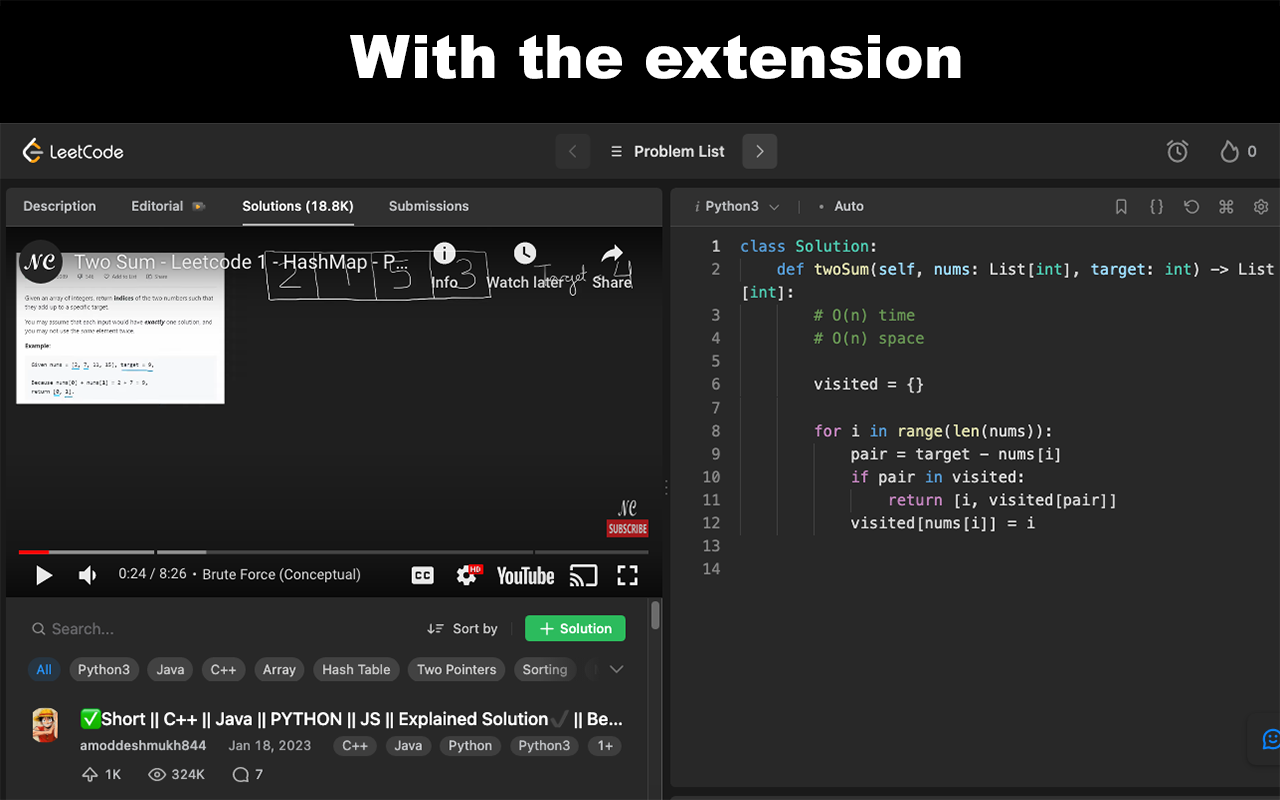 With the extension
LeetCode
Problem List
0
Description Editorial Solutions (18.8K) Submissions
NC Two Sum - Leetcode 1 - HashMap - P...
Info Watch later Share
2 1 5 3
Target = 4
Given an array of integers, return indices of the two numbers such that
they add up to a specific target.
You may assume that each input would have exactly one solution, and
you may not use the same element twice.
Example:
Given nums = [2, 7, 11, 15], target = 9,
Because nums[0] + nums[1] = 2 + 7 = 9,
return [0, 1].
NC
SUBSCRIBE
0:24 / 8:26 • Brute Force (Conceptual)
CC HD YouTube
Search...
Sort by
+ Solution
All Python3 Java C++ Array Hash Table Two Pointers Sorting
✅Short || C++ || Java || PYTHON || JS || Explained Solution✔️ || Be...
amoddeshmukh844 Jan 18, 2023 C++ Java Python Python3 1+
1K 324K 7
i Python3 • Auto
{}
1 class Solution:
2 def twoSum(self, nums: List[int], target: int) -> List
[int]:
3 # O(n) time
4 # O(n) space
5
6 visited = {}
7
8 for i in range(len(nums)):
9 pair = target - nums[i]
10 if pair in visited:
11 return [i, visited[pair]]
12 visited[nums[i]] = i
13
14